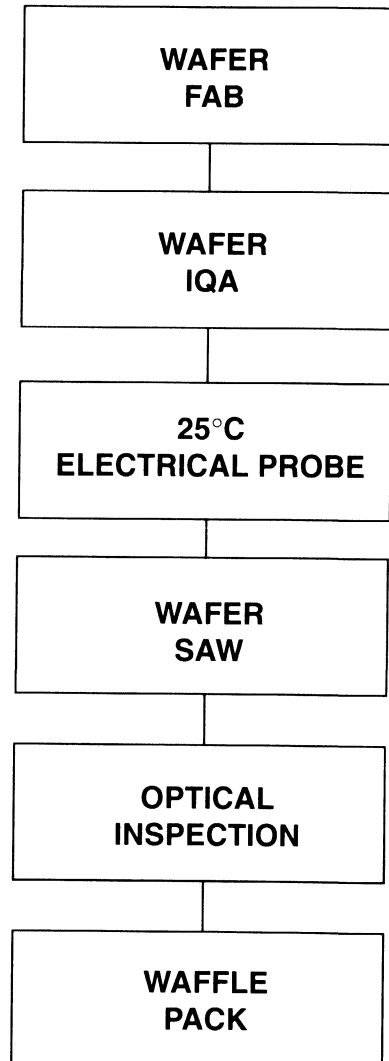 WAFER
FAB
WAFER
IQA
25°C
ELECTRICAL PROBE
WAFER
SAW
OPTICAL
INSPECTION
WAFFLE
PACK